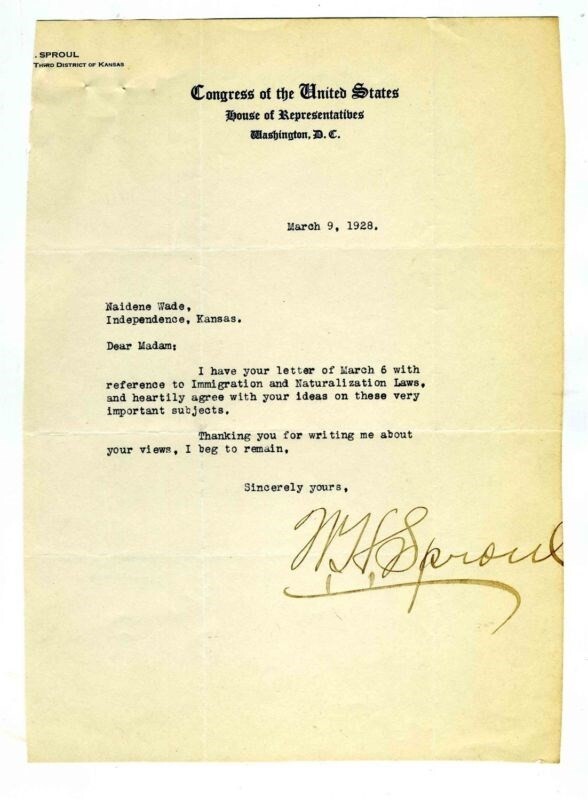 . SPROUL
THIRD DISTRICT OF KANSAS
Congress of the United States
House of Representatives
Washington, D. C.
March 9, 1928.
Naidene Wade,
Independence, Kansas.
Dear Madam:
I have your letter of March 6 with
reference to Immigration and Naturalization Laws,
and heartily agree with your ideas on these very
important subjects.
Thanking you for writing me about
your views, I beg to remain,
Sincerely yours,
W. H. Sproul